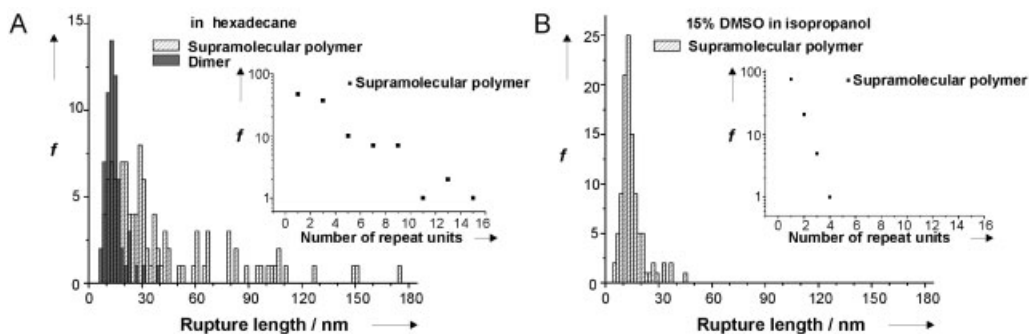 A
in hexadecane
Supramolecular polymer
Dimer
15
10
5
0
f
0 30 60 90 120 150 180
Rupture length / nm
Supramolecular polymer
100
10
1
f
0 2 4 6 8 10 12 14 16
Number of repeat units
B
15% DMSO in isopropanol
Supramolecular polymer
25
20
15
10
5
0
f
0 30 60 90 120 150 180
Rupture length / nm
Supramolecular polymer
100
10
1
f
0 2 4 6 8 10 12 14 16
Number of repeat units